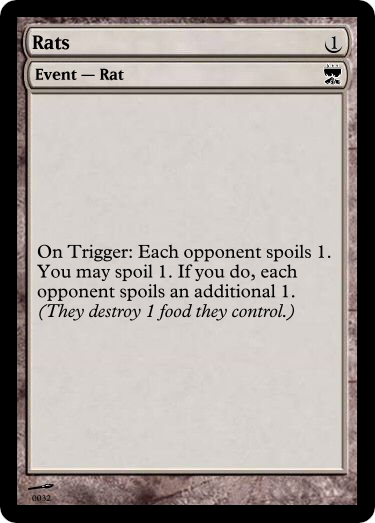 Rats 1
Event — Rat
On Trigger: Each opponent spoils 1.
You may spoil 1. If you do, each
opponent spoils an additional 1.
(They destroy 1 food they control.)
0032